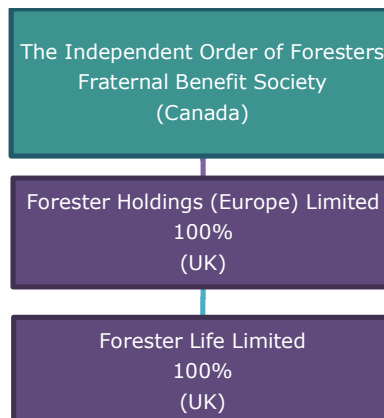 The Independent Order of Foresters
Fraternal Benefit Society
(Canada)
Forester Holdings (Europe) Limited
100%
(UK)
Forester Life Limited
100%
(UK)